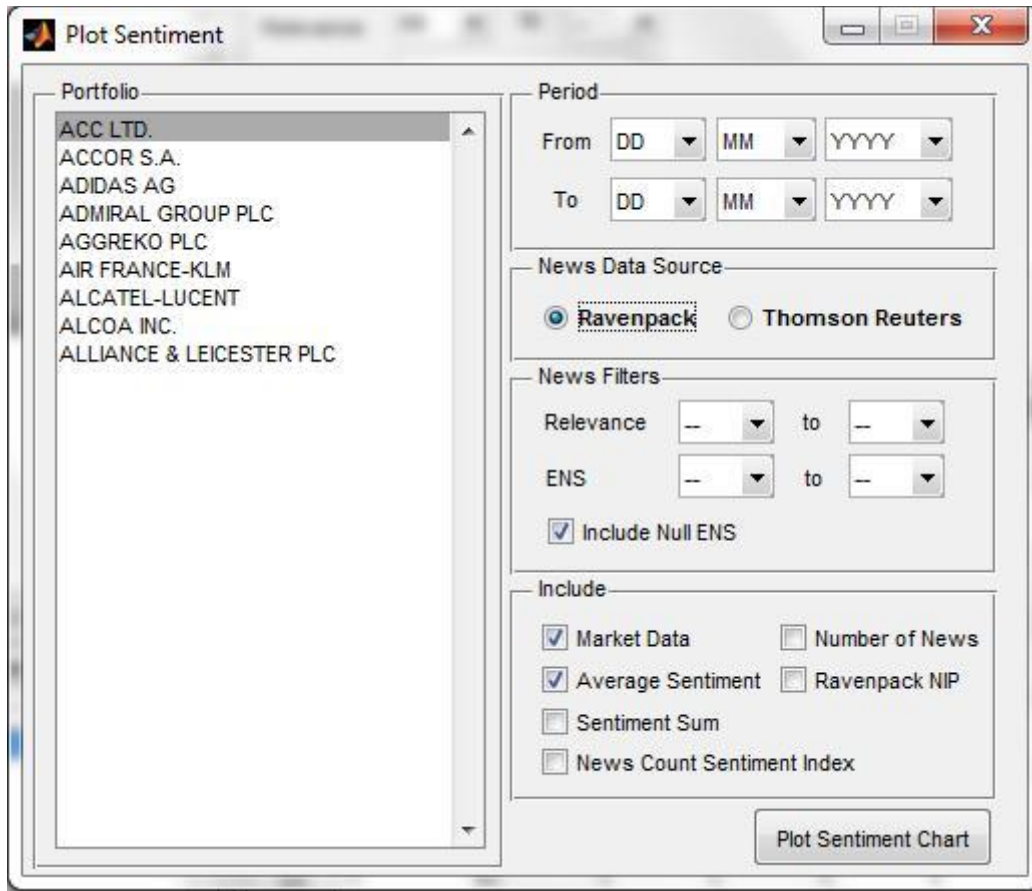 Plot Sentiment
Portfolio
ACC LTD.
ACCOR S.A.
ADIDAS AG
ADMIRAL GROUP PLC
AGGREKO PLC
AIR FRANCE-KLM
ALCATEL-LUCENT
ALCOA INC.
ALLIANCE & LEICESTER PLC
Period
From DD MM YYYY
To DD MM YYYY
News Data Source
Ravenpack Thomson Reuters
News Filters
Relevance -- to --
ENS -- to --
Include Null ENS
Include
Market Data Number of News
Average Sentiment Ravenpack NIP
Sentiment Sum
News Count Sentiment Index
Plot Sentiment Chart